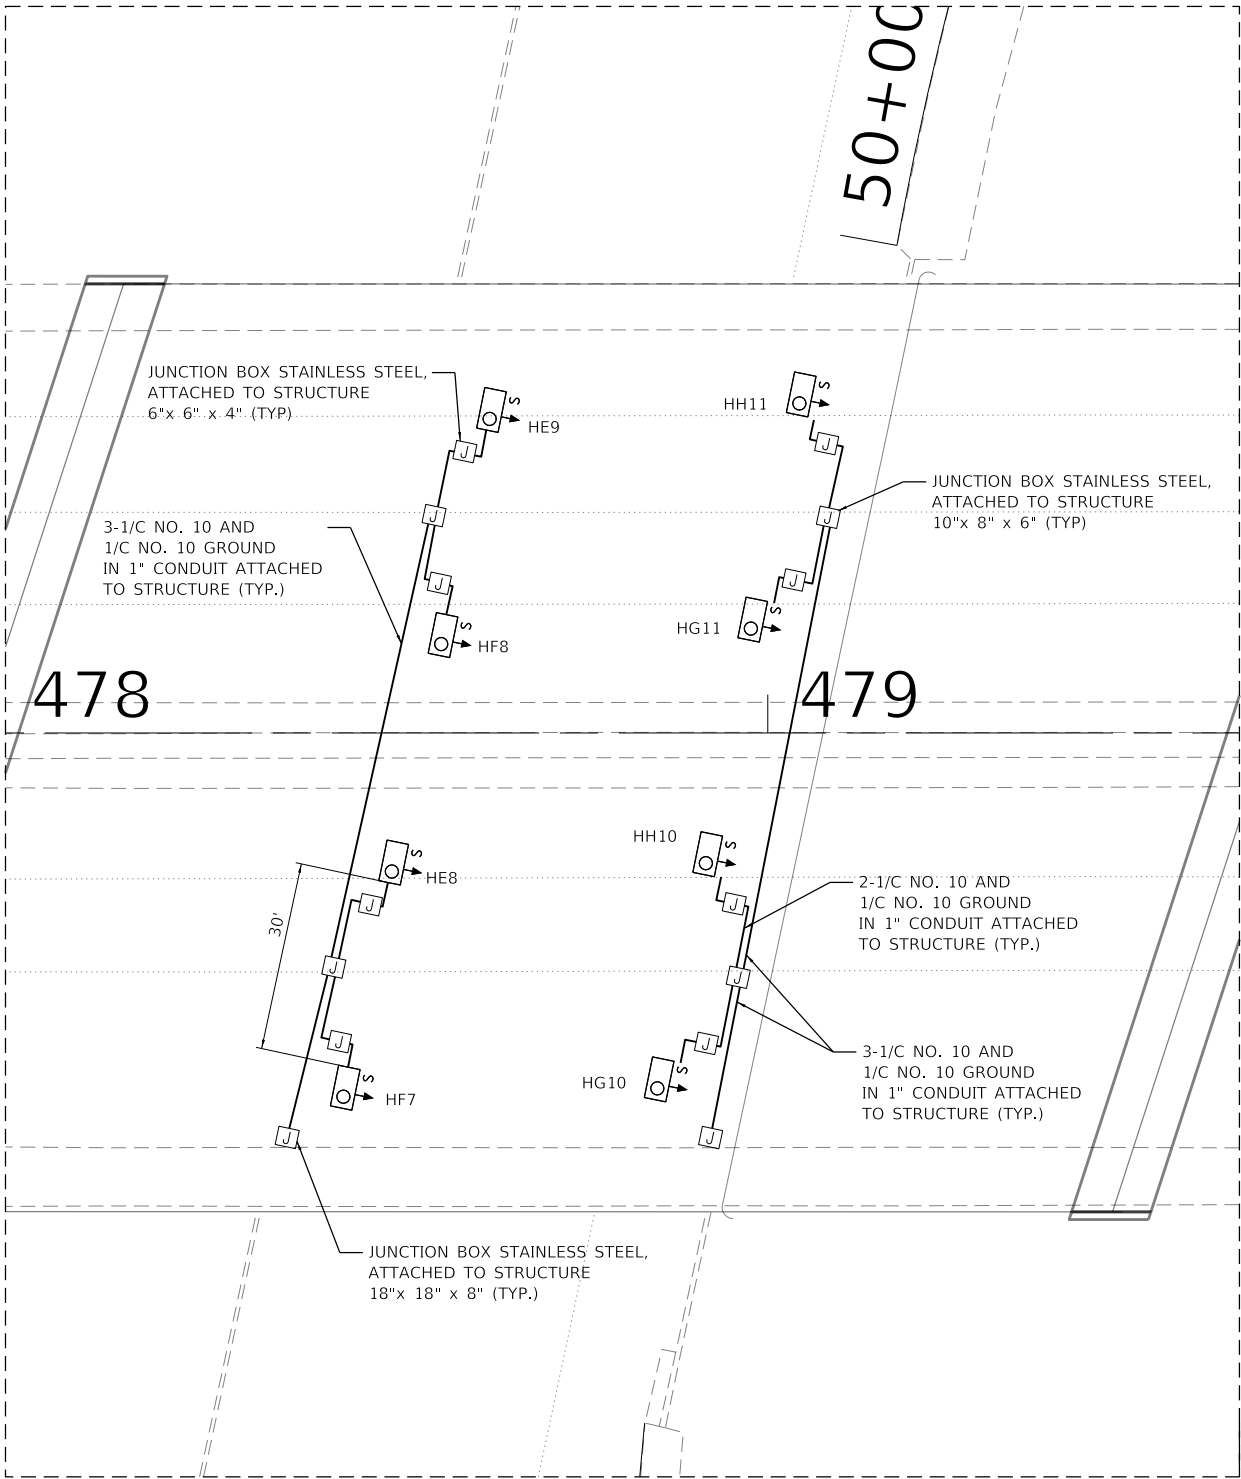 50+00
JUNCTION BOX STAINLESS STEEL,
ATTACHED TO STRUCTURE
6"x 6" x 4" (TYP)
S
HE9
HH11
S
J
J
JUNCTION BOX STAINLESS STEEL,
ATTACHED TO STRUCTURE
10"x 8" x 6" (TYP)
3-1/C NO. 10 AND
1/C NO. 10 GROUND
IN 1" CONDUIT ATTACHED
TO STRUCTURE (TYP.)
J
J
J
J
S
HF8
HG11
S
478
479
HH10
S
S
HE8
J
J
2-1/C NO. 10 AND
1/C NO. 10 GROUND
IN 1" CONDUIT ATTACHED
TO STRUCTURE (TYP.)
30'
J
J
J
J
3-1/C NO. 10 AND
1/C NO. 10 GROUND
IN 1" CONDUIT ATTACHED
TO STRUCTURE (TYP.)
S
HF7
HG10
S
J
J
JUNCTION BOX STAINLESS STEEL,
ATTACHED TO STRUCTURE
18"x 18" x 8" (TYP.)